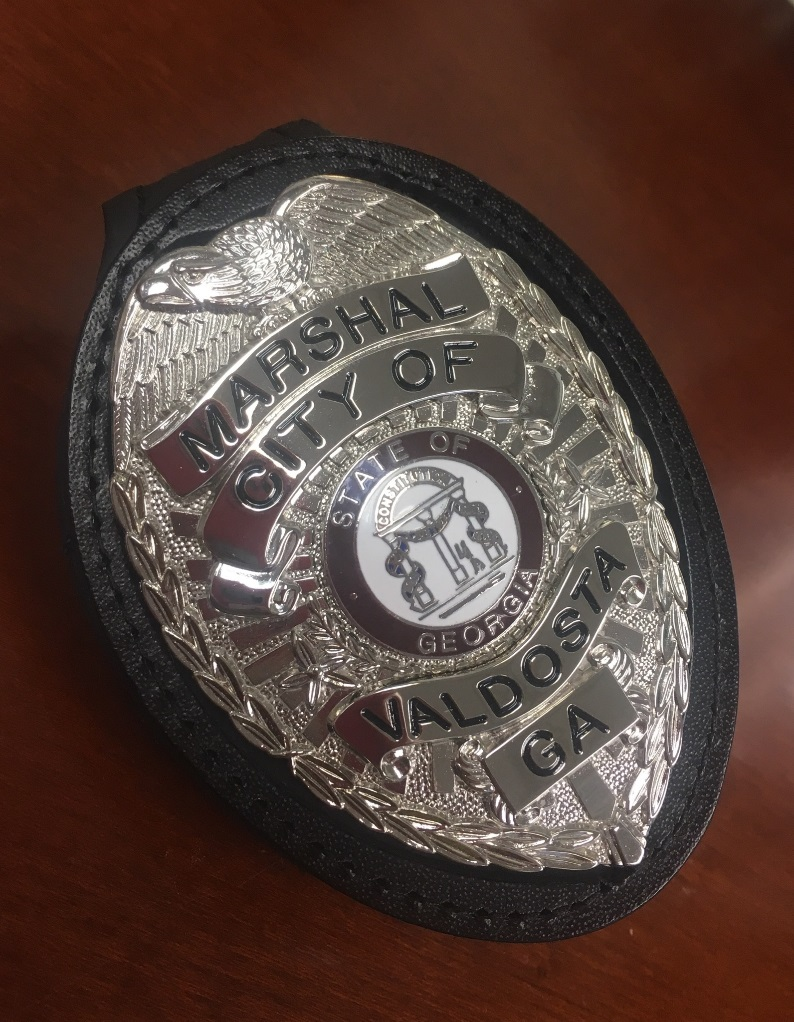 MARSHAL
CITY OF
STATE OF
CONSTITUTION
GEORGIA
VALDOSTA
GA